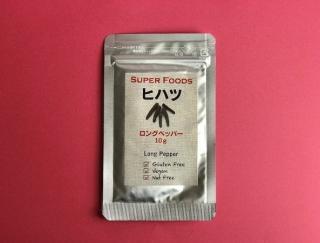 SUPER FOODS
ヒハツ
ロングペッパー
10g
Long Pepper
Gluten Free
Vegan
Nut Free